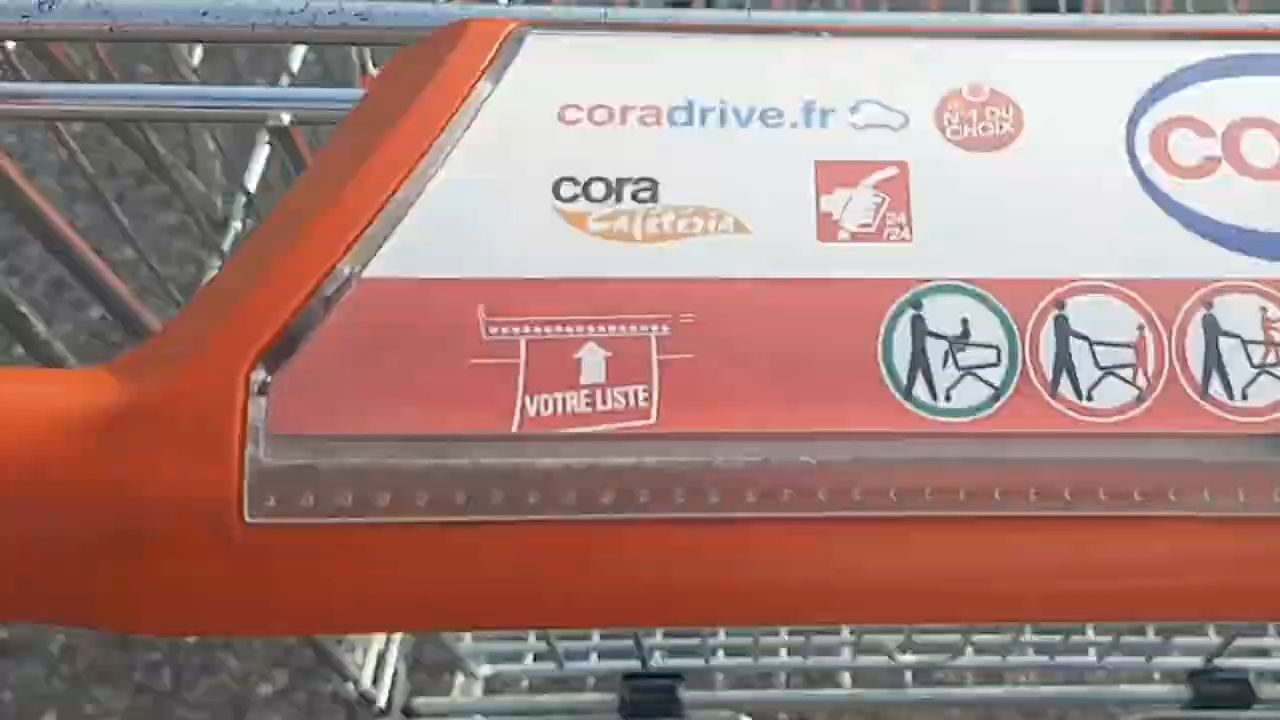 coradrive.fr
N°1 DU
CHOIX
cora
Cafétéria
24
/24
CO
VOTRE LISTE